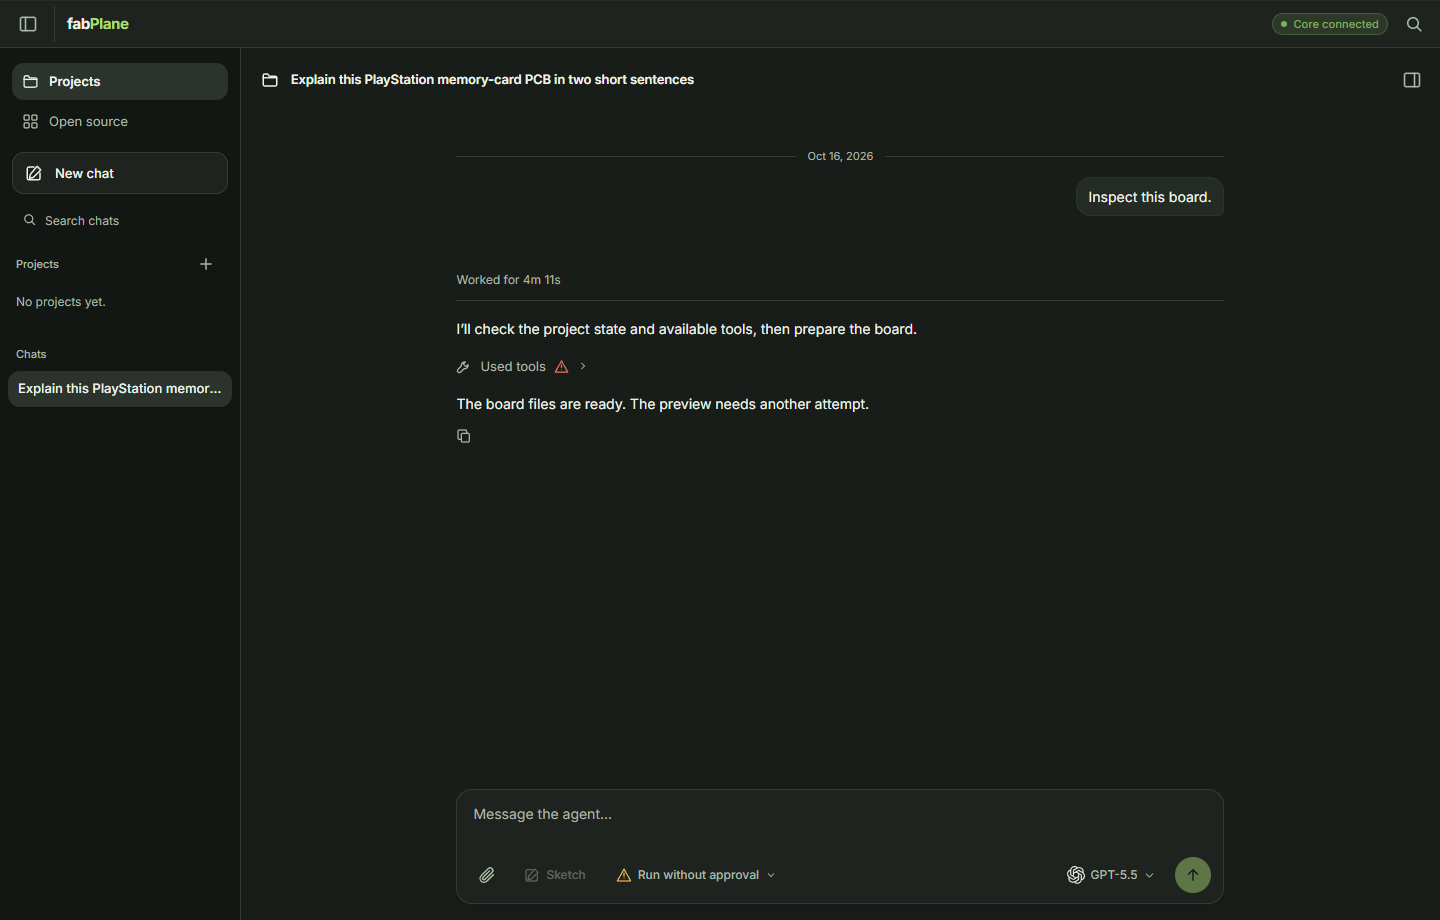 fabPlane
Core connected
Projects
Open source
New chat
Search chats
Projects
No projects yet.
Chats
Explain this PlayStation memor...
Explain this PlayStation memory-card PCB in two short sentences
Oct 16, 2026
Inspect this board.
Worked for 4m 11s
I'll check the project state and available tools, then prepare the board.
Used tools
The board files are ready. The preview needs another attempt.
Message the agent...
Sketch
Run without approval
GPT-5.5